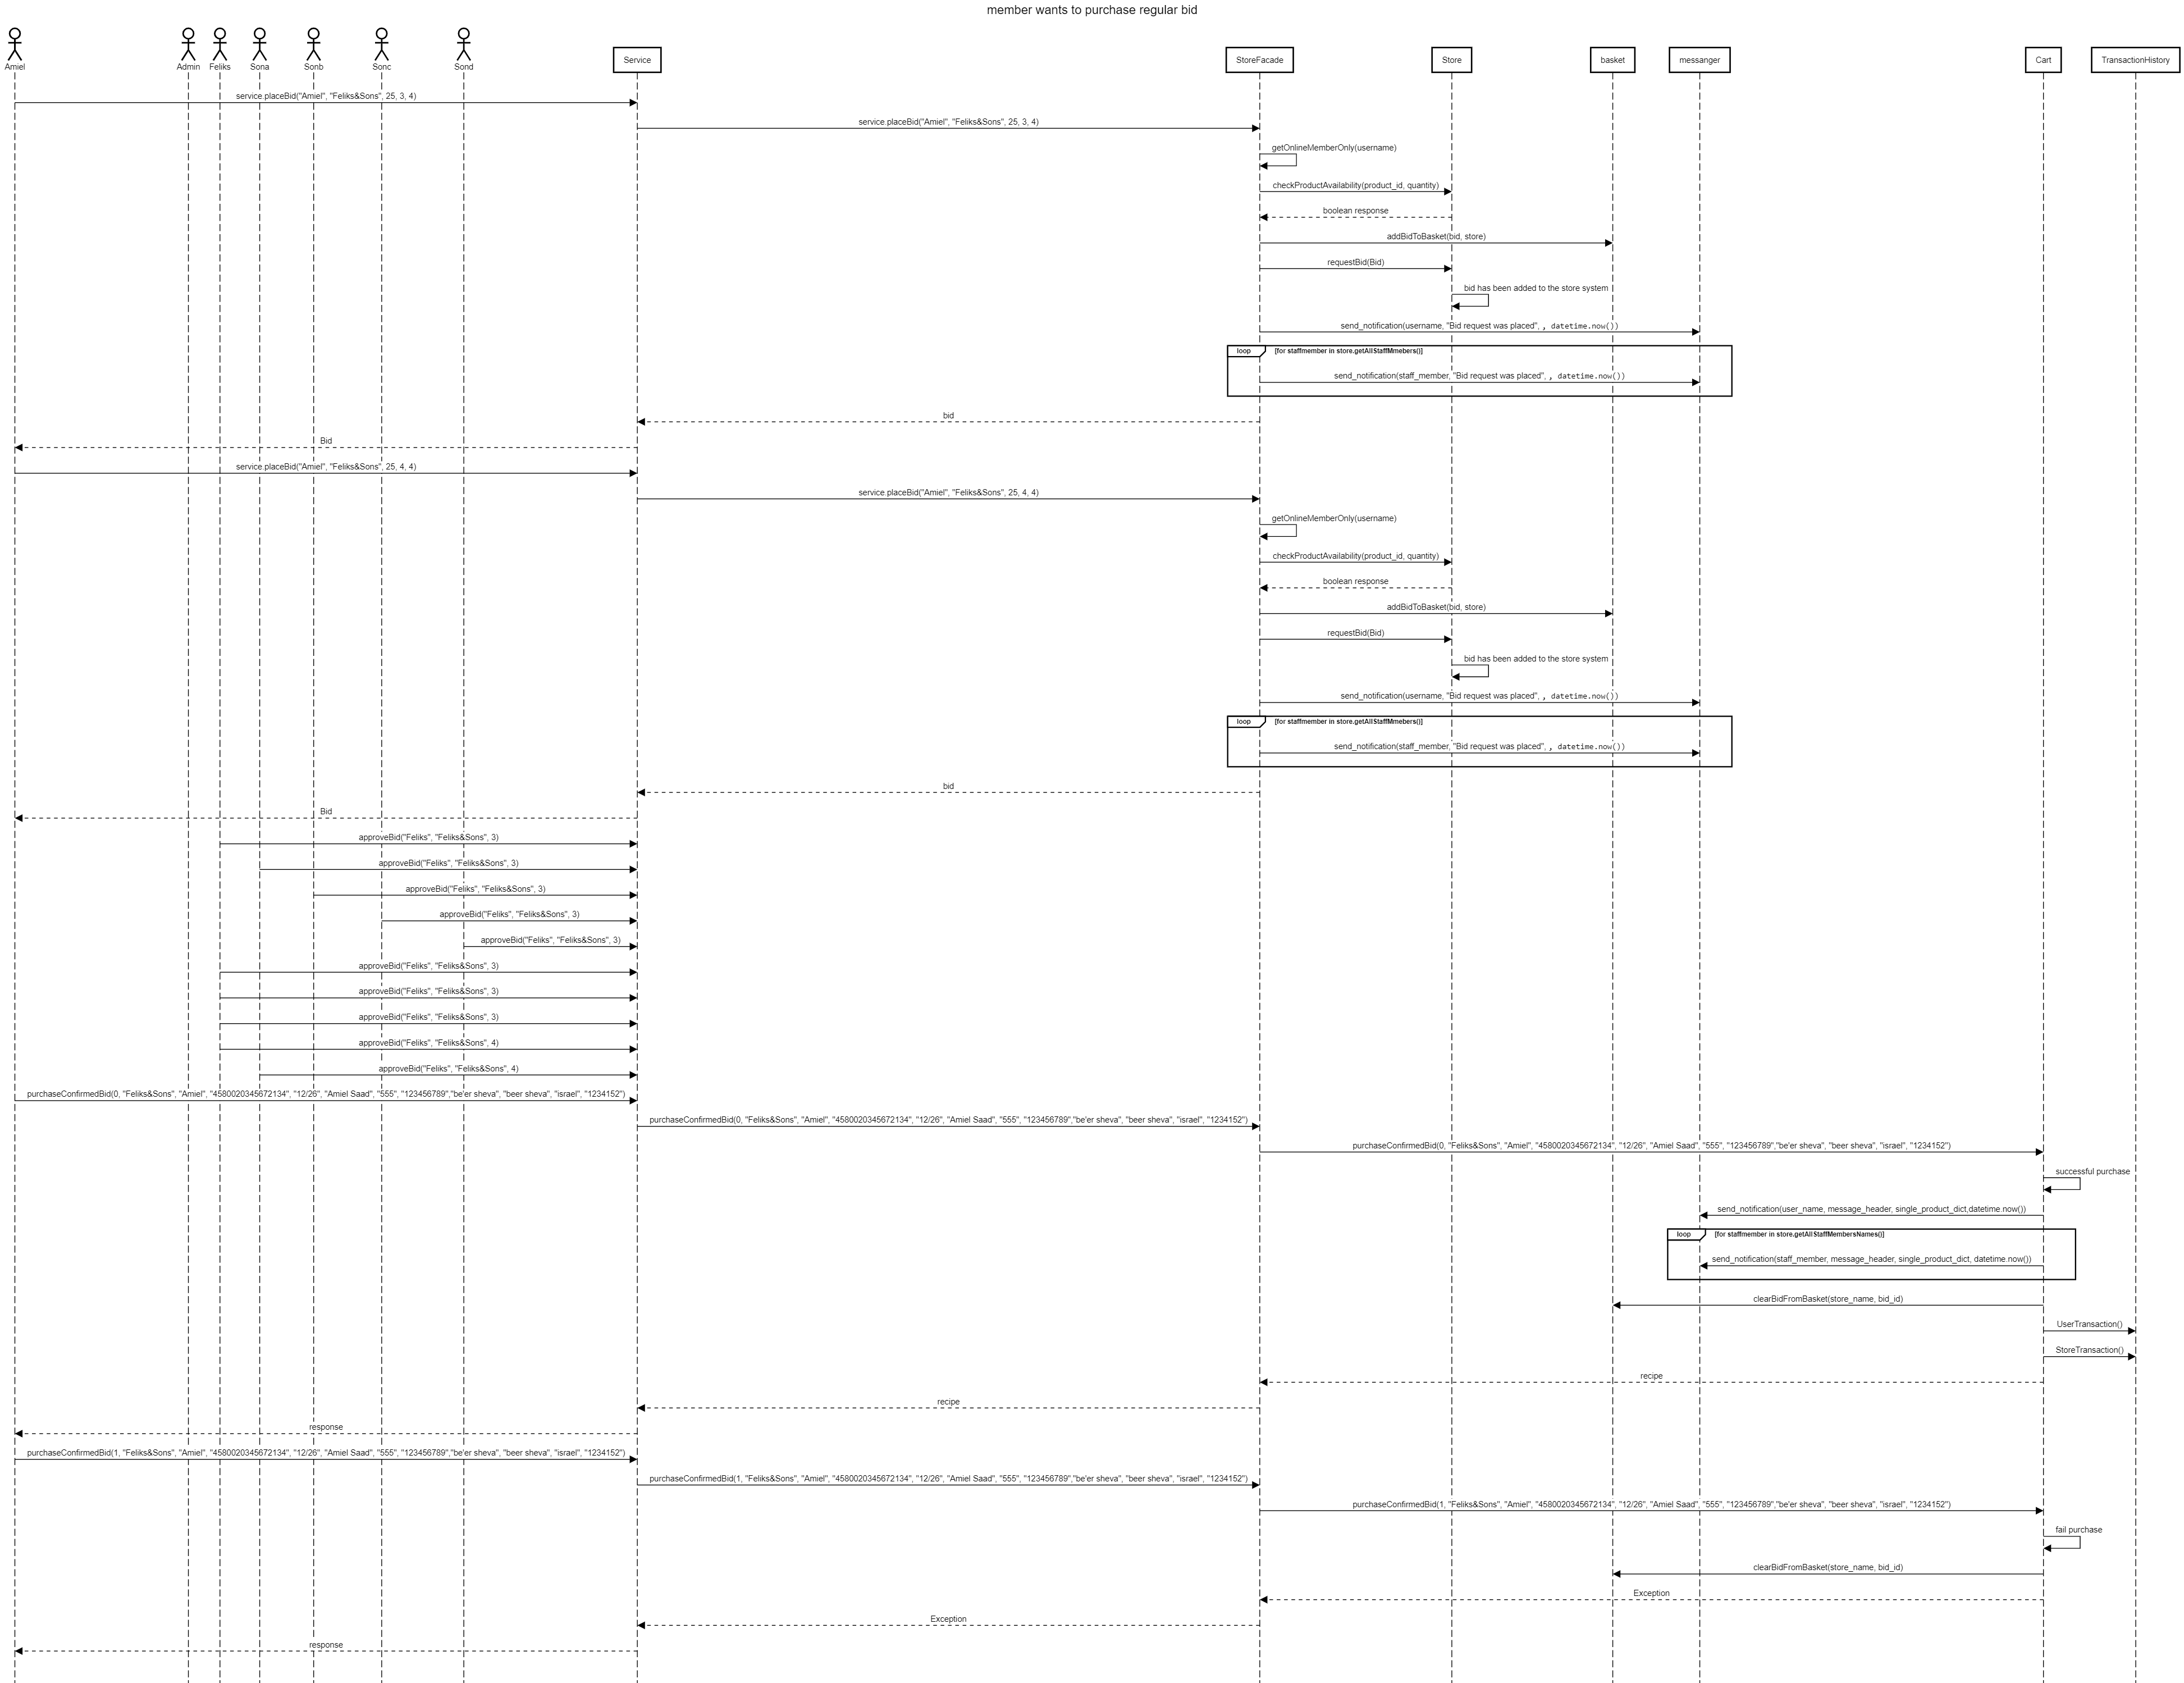 member wants to purchase regular bid
Amiel
Admin
Feliks
Sona
Sonb
Sonc
Sond
Service
StoreFacade
Store
basket
messanger
Cart
TransactionHistory
service.placeBid("Amiel", "Feliks&Sons", 25, 3, 4)
service.placeBid("Amiel", "Feliks&Sons", 25, 3, 4)
getOnlineMemberOnly(username)
checkProductAvailability(product_id, quantity)
boolean response
addBidToBasket(bid, store)
requestBid(Bid)
bid has been added to the store system
send_notification(username, "Bid request was placed", , datetime.now())
loop [for staffmember in store.getAllStaffMmebers()]
send_notification(staff_member, "Bid request was placed", , datetime.now())
bid
Bid
service.placeBid("Amiel", "Feliks&Sons", 25, 4, 4)
service.placeBid("Amiel", "Feliks&Sons", 25, 4, 4)
getOnlineMemberOnly(username)
checkProductAvailability(product_id, quantity)
boolean response
addBidToBasket(bid, store)
requestBid(Bid)
bid has been added to the store system
send_notification(username, "Bid request was placed", , datetime.now())
loop [for staffmember in store.getAllStaffMmebers()]
send_notification(staff_member, "Bid request was placed", , datetime.now())
bid
Bid
approveBid("Feliks", "Feliks&Sons", 3)
approveBid("Feliks", "Feliks&Sons", 3)
approveBid("Feliks", "Feliks&Sons", 3)
approveBid("Feliks", "Feliks&Sons", 3)
approveBid("Feliks", "Feliks&Sons", 3)
approveBid("Feliks", "Feliks&Sons", 3)
approveBid("Feliks", "Feliks&Sons", 3)
approveBid("Feliks", "Feliks&Sons", 3)
approveBid("Feliks", "Feliks&Sons", 4)
approveBid("Feliks", "Feliks&Sons", 4)
purchaseConfirmedBid(0, "Feliks&Sons", "Amiel", "4580020345672134", "12/26", "Amiel Saad", "555", "123456789","be'er sheva", "beer sheva", "israel", "1234152")
purchaseConfirmedBid(0, "Feliks&Sons", "Amiel", "4580020345672134", "12/26", "Amiel Saad", "555", "123456789","be'er sheva", "beer sheva", "israel", "1234152")
purchaseConfirmedBid(0, "Feliks&Sons", "Amiel", "4580020345672134", "12/26", "Amiel Saad", "555", "123456789","be'er sheva", "beer sheva", "israel", "1234152")
successful purchase
send_notification(user_name, message_header, single_product_dict,datetime.now())
loop [for staffmember in store.getAllStaffMembersNames()]
send_notification(staff_member, message_header, single_product_dict, datetime.now())
clearBidFromBasket(store_name, bid_id)
UserTransaction()
StoreTransaction()
recipe
recipe
response
purchaseConfirmedBid(1, "Feliks&Sons", "Amiel", "4580020345672134", "12/26", "Amiel Saad", "555", "123456789","be'er sheva", "beer sheva", "israel", "1234152")
purchaseConfirmedBid(1, "Feliks&Sons", "Amiel", "4580020345672134", "12/26", "Amiel Saad", "555", "123456789","be'er sheva", "beer sheva", "israel", "1234152")
purchaseConfirmedBid(1, "Feliks&Sons", "Amiel", "4580020345672134", "12/26", "Amiel Saad", "555", "123456789","be'er sheva", "beer sheva", "israel", "1234152")
fail purchase
clearBidFromBasket(store_name, bid_id)
Exception
Exception
response